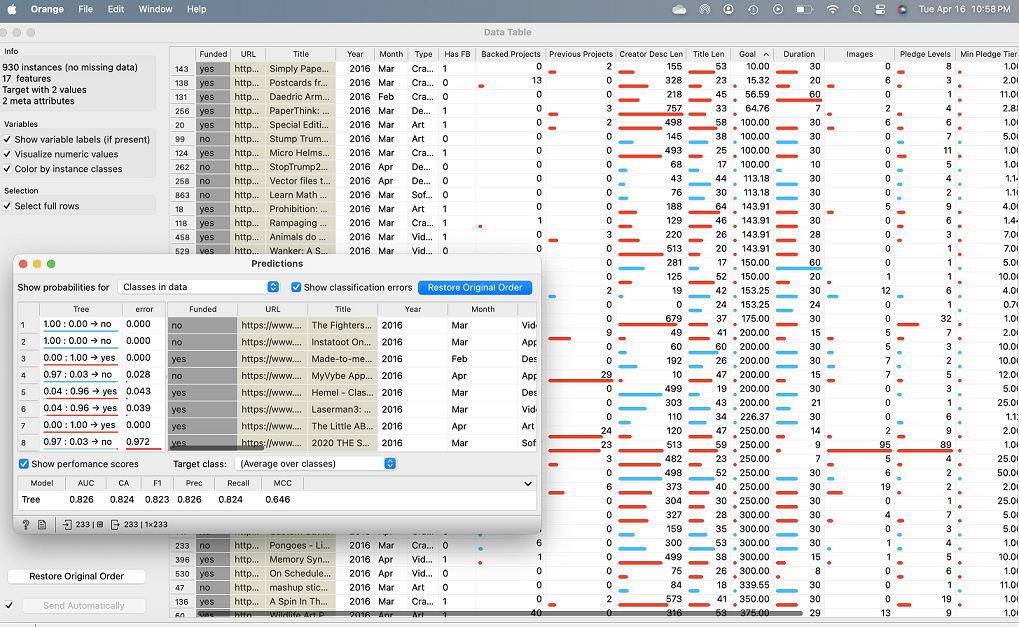 Orange File Edit Window Help Tue Apr 16 10:58 PM
Data Table
Info
930 instances (no missing data)
17 features
Target with 2 values
2 meta attributes
Variables
Show variable labels (if present)
Visualize numeric values
Color by instance classes
Selection
Select full rows
Restore Original Order
Send Automatically
Funded URL Title Year Month Type Has FB Backed Projects Previous Projects Creator Desc Len Title Len Goal Duration Images Pledge Levels Min Pledge Tier
143 yes http... Simply Pape... 2016 Mar Cra... 0 0 2 155 53 10.00 30 0 8 1.00
138 yes http... Postcards fr... 2016 Mar Cra... 0 13 0 328 23 15.32 20 6 3 2.00
131 yes http... Daedric Arm... 2016 Feb Cra... 0 0 0 218 45 56.59 60 0 1 11.00
256 yes http... PaperThink: ... 2016 Mar De... 0 0 3 757 33 64.76 7 2 4 2.88
20 yes http... Special Editi... 2016 Mar Art 0 0 2 498 58 100.00 30 6 6 1.00
99 no http... Stump Trum... 2016 Mar Art 0 0 0 145 38 100.00 30 0 7 5.00
124 yes http... Micro Helms... 2016 Mar Cra... 0 0 0 493 25 100.00 30 0 11 1.00
262 no http... StopTrump2... 2016 Apr De... 0 0 0 68 17 100.00 10 0 5 1.00
258 no http... Vector files t... 2016 Mar De... 0 0 0 43 44 113.18 30 0 4 1.14
863 no http... Learn Math ... 2016 Mar Sof... 0 0 0 76 30 113.18 30 0 2 1.10
18 yes http... Prohibition: ... 2016 Mar Art 1 0 0 188 64 143.91 30 5 9 4.00
118 yes http... Rampaging ... 2016 Mar Cra... 1 1 0 129 46 143.91 30 0 4 1.44
458 yes http... Animals do ... 2016 Mar Vid... 1 0 3 220 26 143.91 28 0 3 7.00
529 yes http... Wanker: A S... 2016 Mar Vid... 1 0 0 513 20 143.91 30 0 1 7.00
0 281 17 150.00 60 0 1 5.00
0 125 52 150.00 20 1 1 10.00
2 19 42 153.25 30 12 6 4.00
0 0 24 153.25 24 0 1
0 679 37 175.00 30 0 32 1.00
9 49 41 200.00 15 5 7 2.00
0 60 60 200.00 30 5 3 10.00
0 192 26 200.00 30 7 2 10.00
29 10 47 200.00 15 7 5 12.00
0 499 19 200.00 30 0 3 5.00
0 303 43 200.00 21 0 1 25.00
0 110 34 226.37 30 0 6
24 120 47 250.00 14 2 9 2.00
23 513 59 250.00 9 95 89 1.00
3 482 23 250.00 7 5 4 25.00
0 498 52 250.00 30 6 2 50.00
6 373 40 250.00 30 19 2 25.00
0 304 30 250.00 30 0 1
0 327 28 300.00 30 4 7 5.00
1 0 159 35 300.00 30 0 3 5.00
Predictions
Show probabilities for Classes in data Show classification errors Restore Original Order
Tree error Funded URL Title Year Month
1 1.00 : 0.00 → no 0.000 no https://www.... The Fighters... 2016 Mar Vid
2 1.00 : 0.00 → no 0.000 no https://www.... Instatoot On... 2016 Mar App
3 0.00 : 1.00 → yes 0.000 yes https://www.... Made-to-me... 2016 Feb Des
4 0.97 : 0.03 → no 0.028 no https://www.... MyVybe App... 2016 Apr App
5 0.04 : 0.96 → yes 0.043 yes https://www.... Hemel - Clas... 2016 Mar Des
6 0.04 : 0.96 → yes 0.039 yes https://www.... Laserman3: ... 2016 Mar Vid
7 0.00 : 1.00 → yes 0.000 yes https://www.... The Little AB... 2016 Apr Art
8 0.97 : 0.03 → no 0.972 yes https://www.... 2020 THE S... 2016 Mar Sof
Show perfomance scores Target class: (Average over classes)
Model AUC CA F1 Prec Recall MCC
Tree 0.826 0.824 0.823 0.826 0.824 0.646
233 | 233 | 1×233
233 no http... Pongoes - Li... 2016 Mar Cra... 0 6 0 300 53 300.00 30 4 4 5.00
396 yes http... Memory Syn... 2016 Apr Vid... 0 1 0 499 38 300.00 15 1 5 10.00
530 yes http... On Schedule... 2016 Apr Vid... 0 0 0 75 26 300.00 8 1 6 1.00
47 no http... mashup stic... 2016 Mar Art 0 0 0 84 18 339.55 30 0 1 11.00
136 yes http... A Spin In Th... 2016 Mar Cra... 0 0 2 573 41 350.00 30 0 19 1.00
60 yes http... Wildlife Art P... 2016 Apr Art 0 40 0 316 53 375.00 29 13 9 1.00